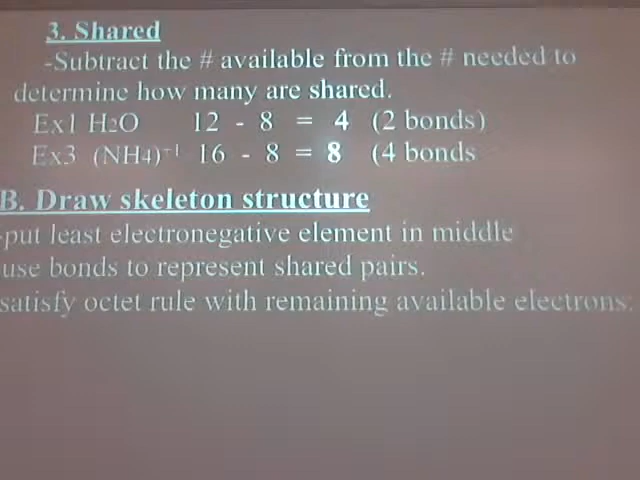 3. Shared
-Subtract the # available from the # needed to
determine how many are shared.
Ex1 H2O 12 - 8 = 4 (2 bonds)
Ex3 (NH4)+1 16 - 8 = 8 (4 bonds
B. Draw skeleton structure
-put least electronegative element in middle
use bonds to represent shared pairs.
satisfy octet rule with remaining available electrons.